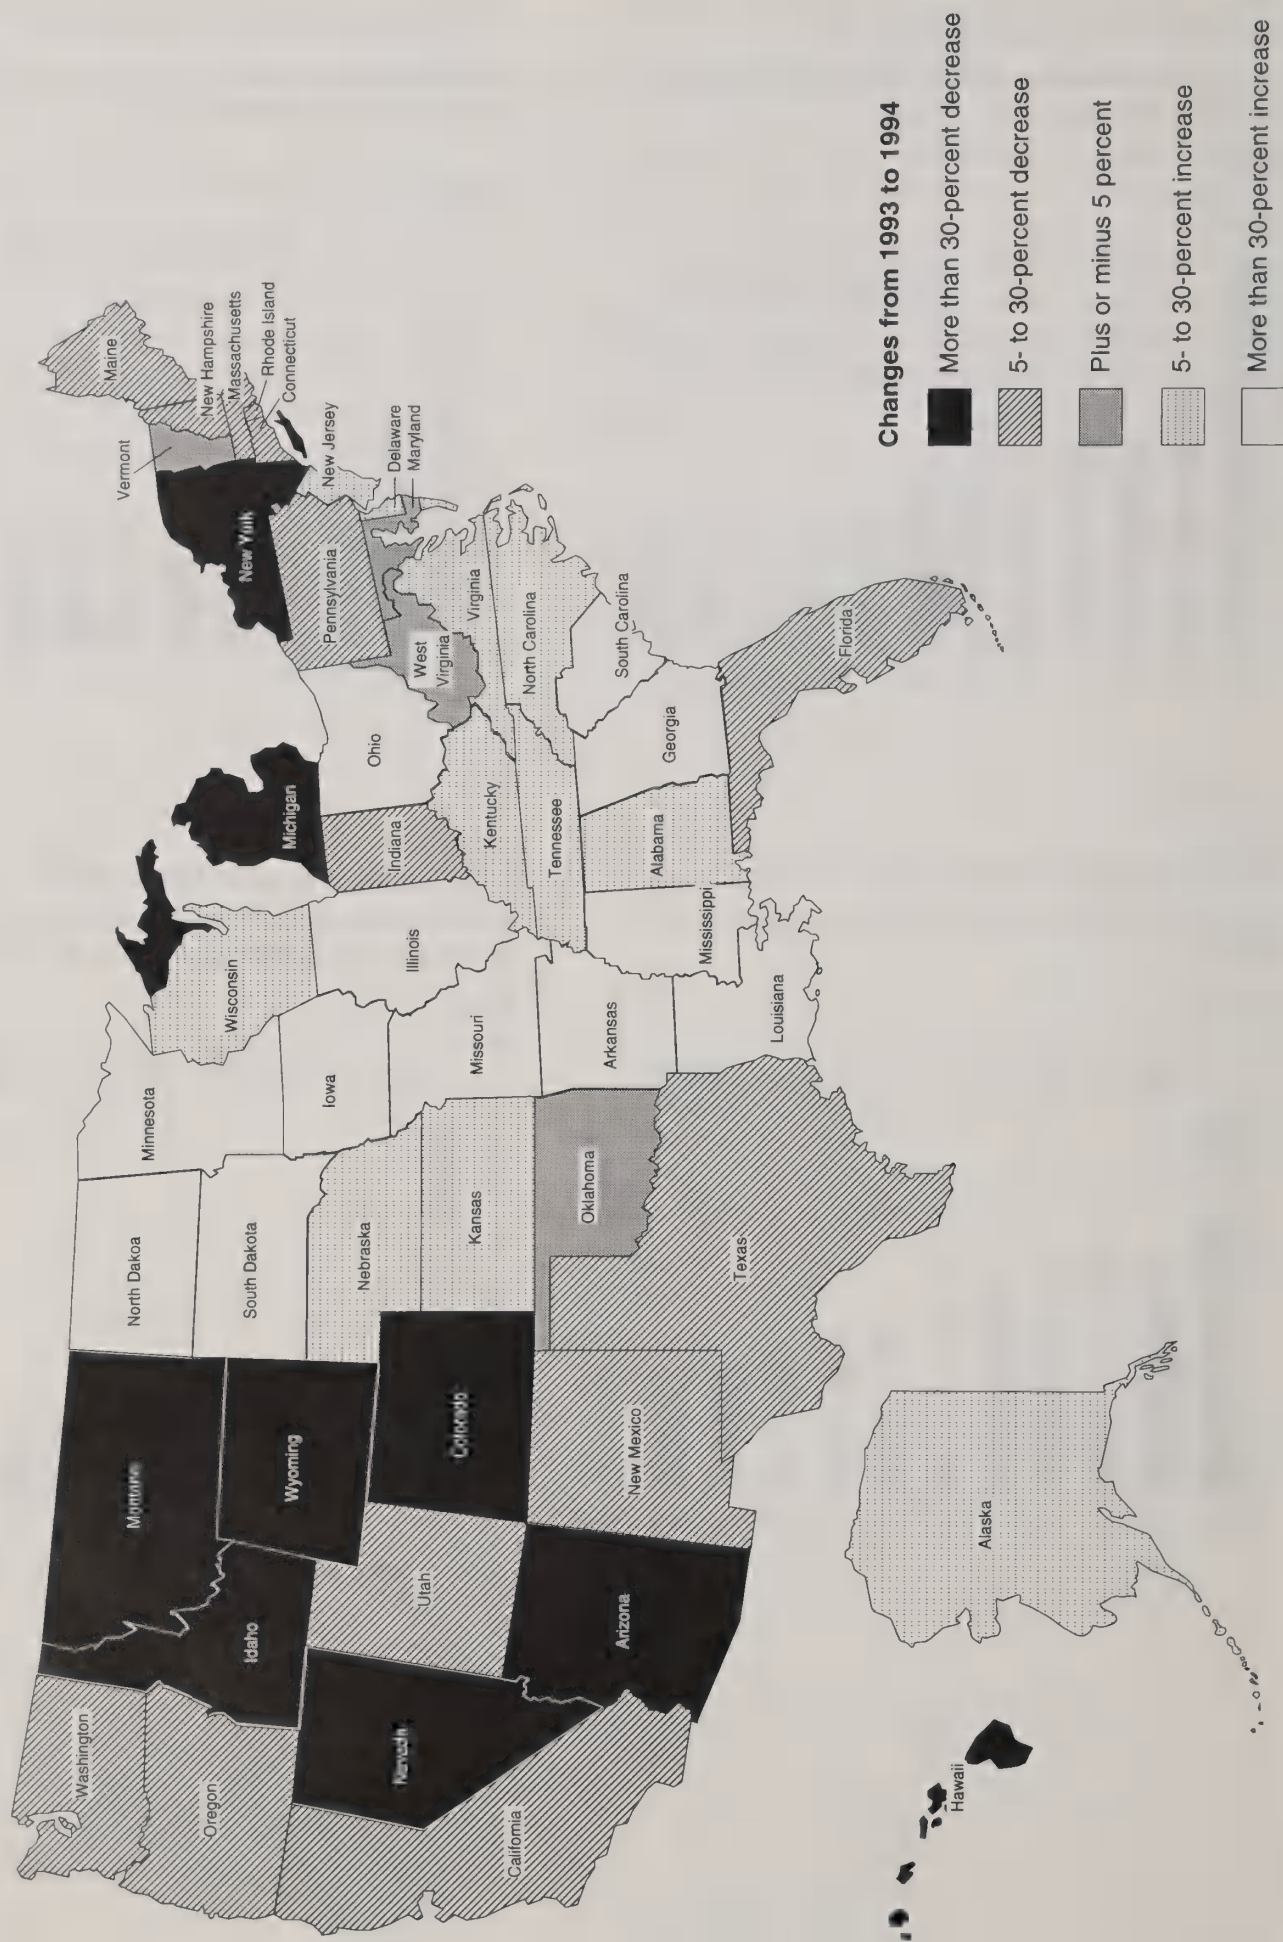 Washington
Oregon
California
Nevada
Idaho
Montana
Wyoming
Utah
Arizona
Colorado
New Mexico
North Dakoa
South Dakota
Nebraska
Kansas
Oklahoma
Texas
Minnesota
Iowa
Missouri
Arkansas
Louisiana
Wisconsin
Illinois
Mississippi
Michigan
Indiana
Ohio
Kentucky
Tennessee
Alabama
Georgia
Florida
South Carolina
North Carolina
Virginia
West
Virginia
Pennsylvania
New York
Vermont
Maine
New Hampshire
Massachusetts
Rhode Island
Connecticut
New Jersey
Delaware
Maryland
Alaska
Hawaii
Changes from 1993 to 1994
More than 30-percent decrease
5- to 30-percent decrease
Plus or minus 5 percent
5- to 30-percent increase
More than 30-percent increase